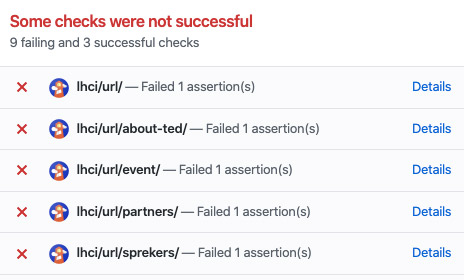 Some checks were not successful
9 failing and 3 successful checks
lhci/url/ — Failed 1 assertion(s) Details
lhci/url/about-ted/ — Failed 1 assertion(s) Details
lhci/url/event/ — Failed 1 assertion(s) Details
lhci/url/partners/ — Failed 1 assertion(s) Details
lhci/url/sprekers/ — Failed 1 assertion(s) Details